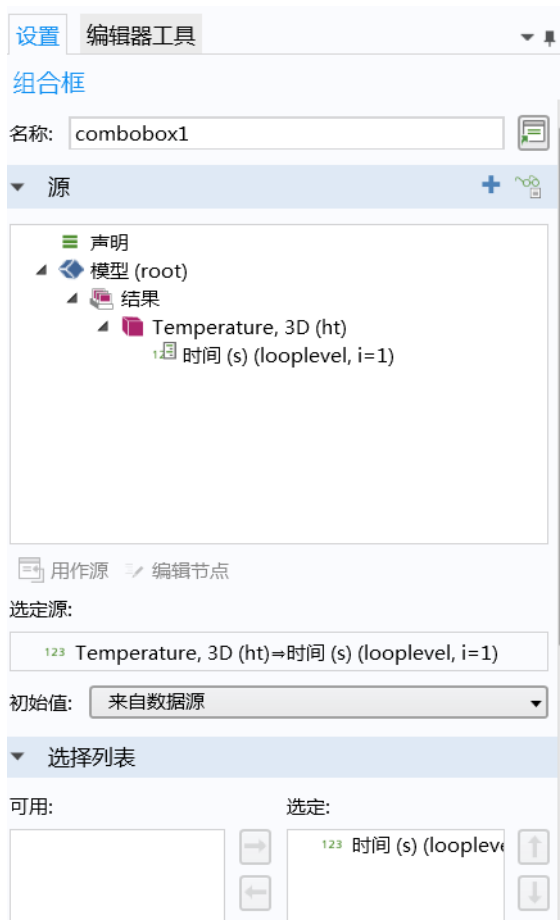 设置 编辑器工具
组合框
名称: combobox1
源
声明
模型 (root)
结果
Temperature, 3D (ht)
时间 (s) (looplevel, i=1)
用作源 编辑节点
选定源:
123 Temperature, 3D (ht)⇒时间 (s) (looplevel, i=1)
初始值: 来自数据源
选择列表
可用: 选定:
123 时间 (s) (loopleve